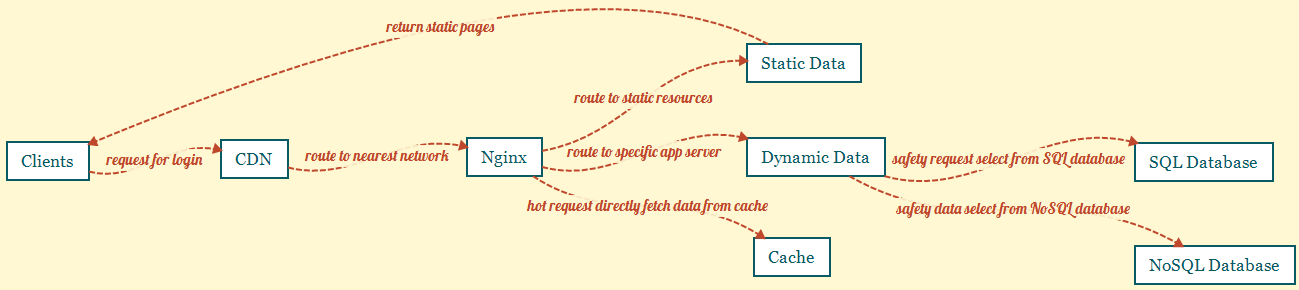 return static pages
Static Data
route to static resources
Clients
request for login
CDN
route to nearest network
Nginx
route to specific app server
Dynamic Data
safety request select from SQL database
SQL Database
hot request directly fetch data from cache
safety data select from NoSQL database
Cache
NoSQL Database